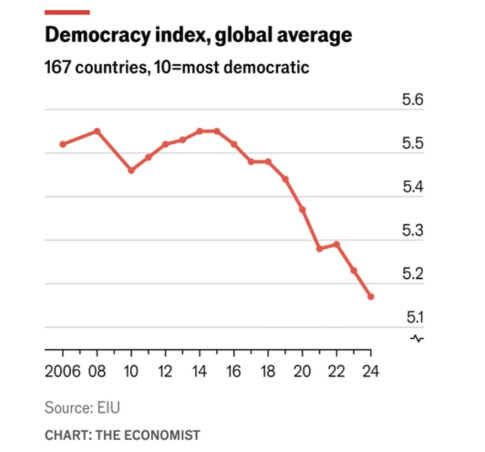 Democracy index, global average
167 countries, 10=most democratic
5.6
5.5
5.4
5.3
5.2
5.1
2006 08 10 12 14 16 18 20 22 24
Source: EIU
CHART: THE ECONOMIST